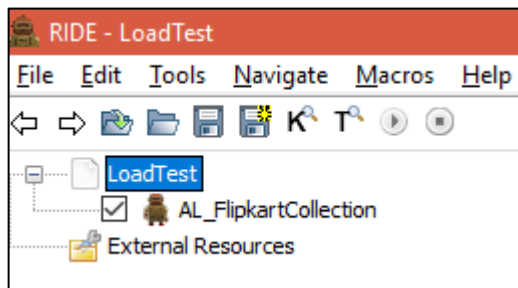 RIDE - LoadTest
File Edit Tools Navigate Macros Help
K T
LoadTest
AL_FlipkartCollection
External Resources